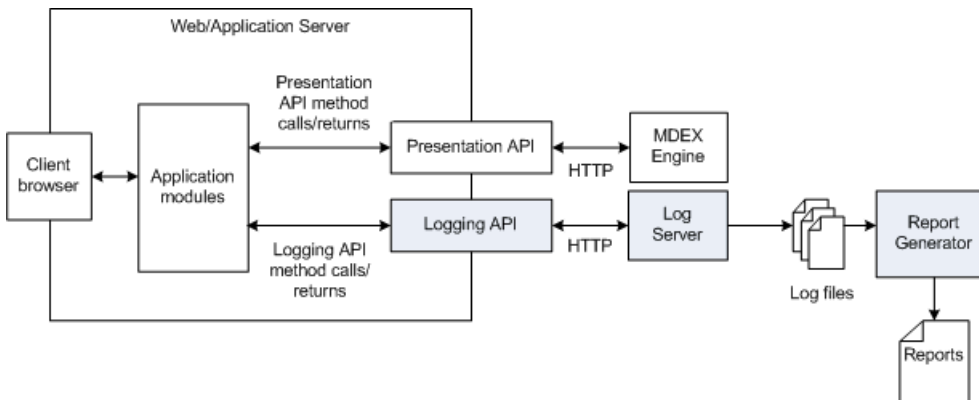 Web/Application Server
Presentation
API method
calls/returns
Client
browser
Application
modules
Presentation API
HTTP
MDEX
Engine
Logging API
Logging API
method calls/
returns
HTTP
Log
Server
Log files
Report
Generator
Reports